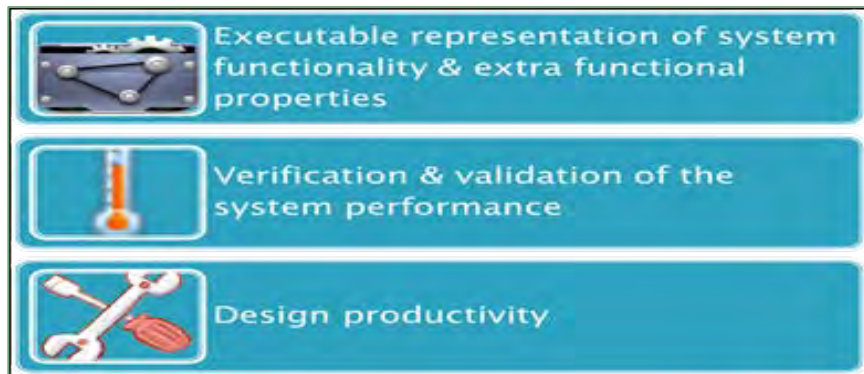 Executable representation of system
functionality & extra functional
properties
Verification & validation of the
system performance
Design productivity